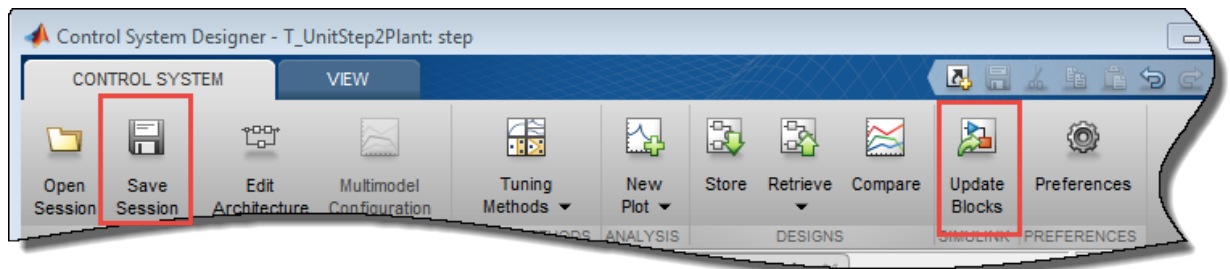 Control System Designer - T_UnitStep2Plant: step
CONTROL SYSTEM VIEW
Open Session
Save Session
Edit Architecture
Multimodel Configuration
Tuning Methods
New Plot
Store
Retrieve
Compare
Update Blocks
Preferences
ANALYSIS DESIGNS SIMULINK PREFERENCES